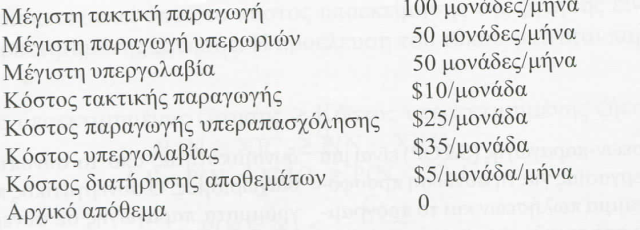 Μέγιστη τακτική παραγωγή 100 μονάδες/μήνα
Μέγιστη παραγωγή υπερωριών 50 μονάδες/μήνα
Μέγιστη υπεργολαβία 50 μονάδες/μήνα
Κόστος τακτικής παραγωγής $10/μονάδα
Κόστος παραγωγής υπεραπασχόλησης $25/μονάδα
Κόστος υπεργολαβίας $35/μονάδα
Κόστος διατήρησης αποθεμάτων $5/μονάδα/μήνα
Αρχικό απόθεμα 0